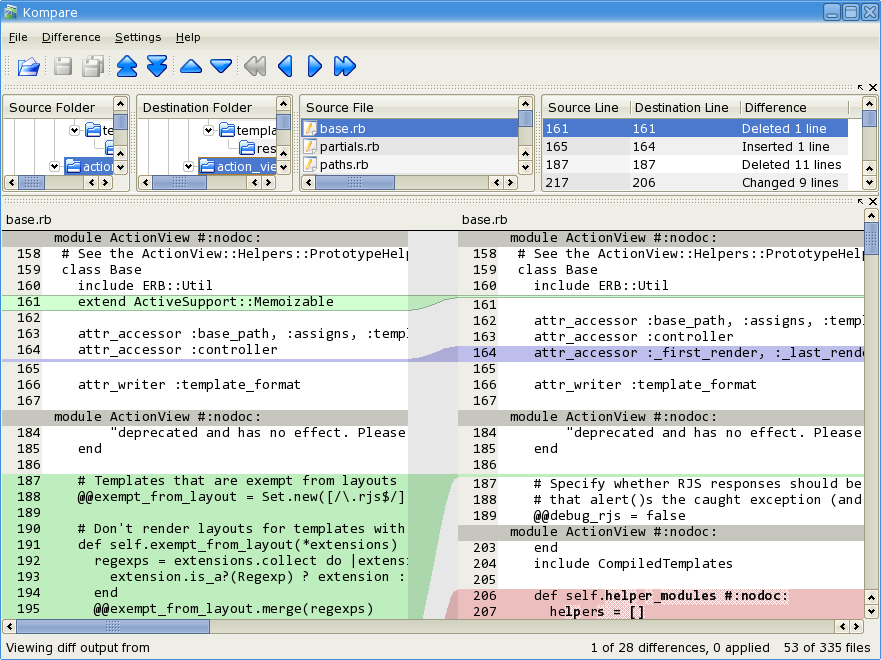 Kompare
File Difference Settings Help
Source Folder
te
action
Destination Folder
templa
res
action_vie
Source File
base.rb
partials.rb
paths.rb
Source Line Destination Line Difference
161 161 Deleted 1 line
165 164 Inserted 1 line
187 187 Deleted 11 lines
217 206 Changed 9 lines
base.rb
module ActionView #:nodoc:
158 # See the ActionView::Helpers::PrototypeHelp
159 class Base
160 include ERB::Util
161 extend ActiveSupport::Memoizable
162
163 attr_accessor :base_path, :assigns, :templ
164 attr_accessor :controller
165
166 attr_writer :template_format
167
module ActionView #:nodoc:
184 "deprecated and has no effect. Please
185 end
186
187 # Templates that are exempt from layouts
188 @@exempt_from_layout = Set.new([/\.rjs$/]
189
190 # Don't render layouts for templates with
191 def self.exempt_from_layout(*extensions)
192 regexps = extensions.collect do |extens
193 extension.is_a?(Regexp) ? extension :
194 end
195 @@exempt_from_layout.merge(regexps)
base.rb
module ActionView #:nodoc:
158 # See the ActionView::Helpers::PrototypeHelp
159 class Base
160 include ERB::Util
161
162 attr_accessor :base_path, :assigns, :templ
163 attr_accessor :controller
164 attr_accessor :_first_render, :_last_rende
165
166 attr_writer :template_format
167
module ActionView #:nodoc:
184 "deprecated and has no effect. Please
185 end
186
187 # Specify whether RJS responses should be
188 # that alert()s the caught exception (and
189 @@debug_rjs = false
module ActionView #:nodoc:
203 end
204 include CompiledTemplates
205
206 def self.helper_modules #:nodoc:
207 helpers = []
Viewing diff output from
1 of 28 differences, 0 applied 53 of 335 files